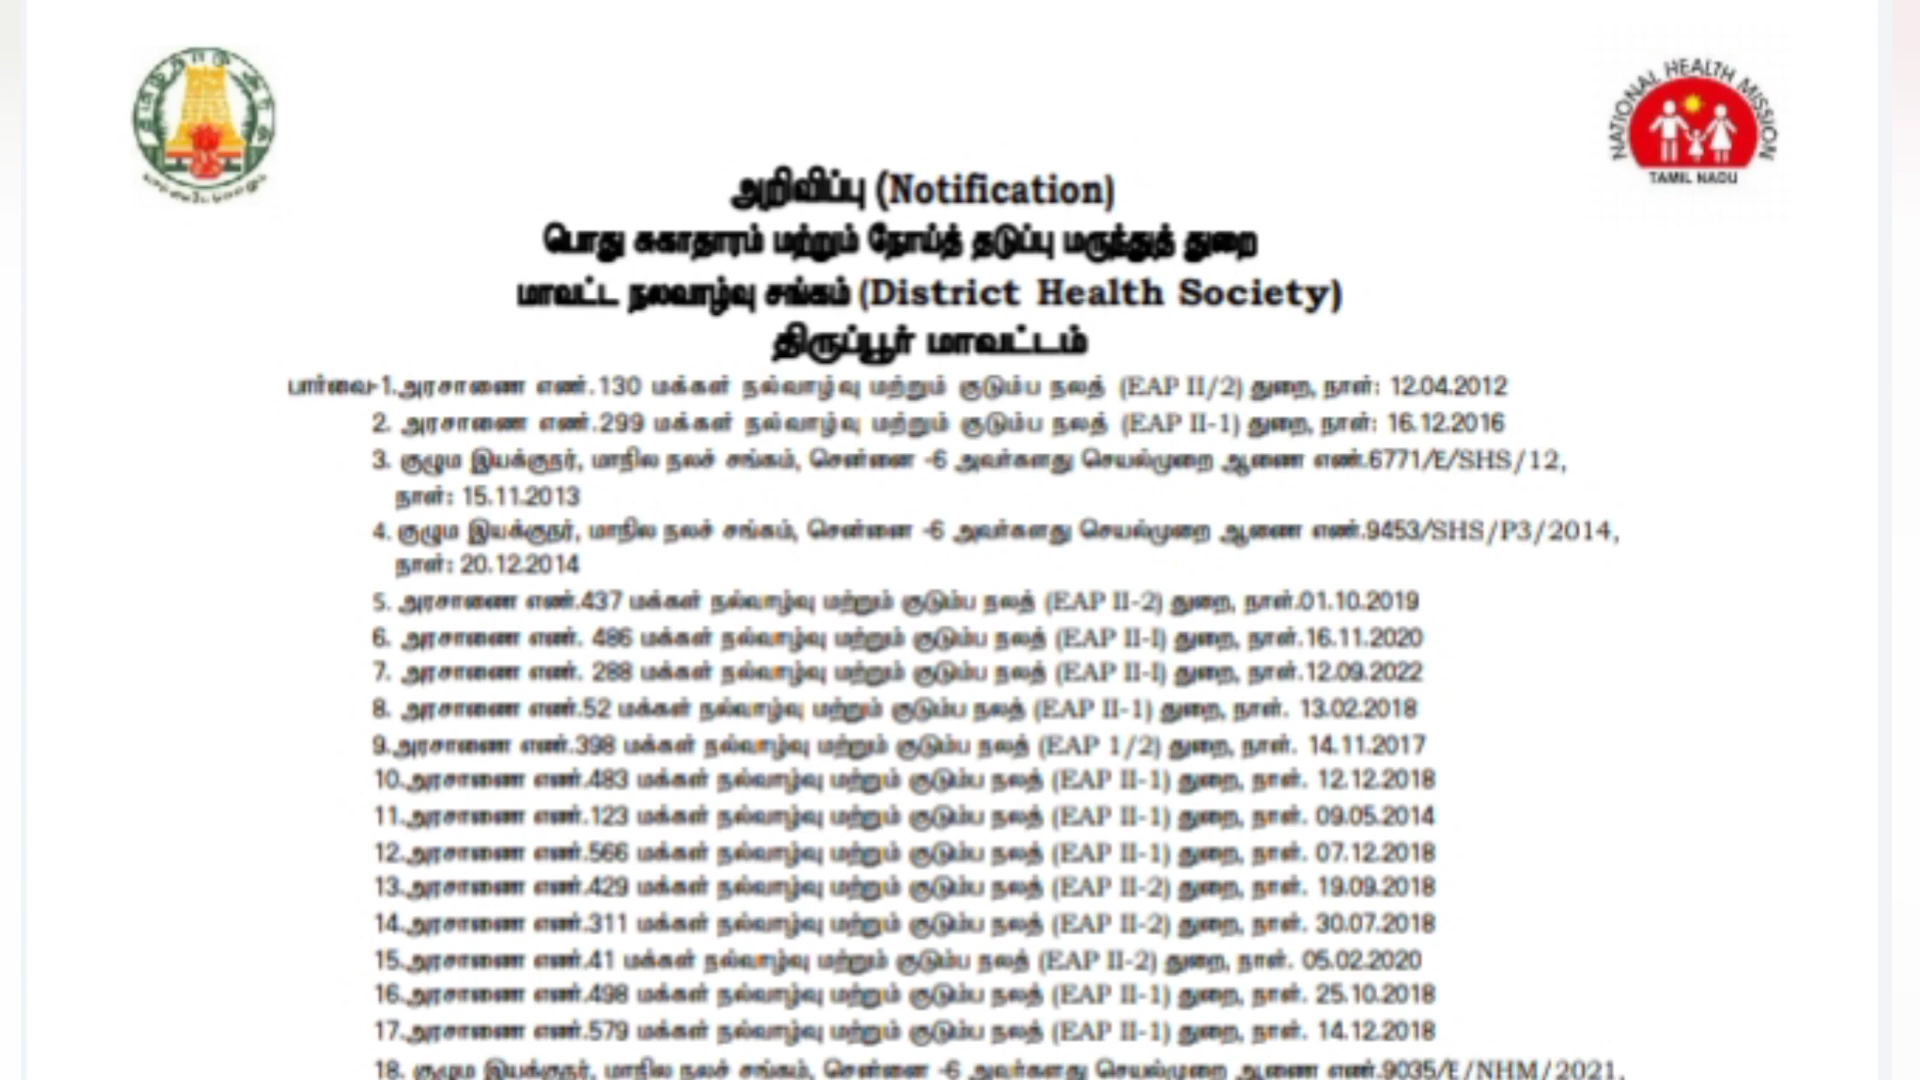 தமிழ்நாடு அரசு
வாய்மையே வெல்லும்
NATIONAL HEALTH MISSION
TAMIL NADU
அறிவிப்பு (Notification)
பொது சுகாதாரம் மற்றும் நோய்த் தடுப்பு மருந்துத் துறை
மாவட்ட நலவாழ்வு சங்கம் (District Health Society)
திருப்பூர் மாவட்டம்
பார்வை-1.அரசாணை எண்.130 மக்கள் நல்வாழ்வு மற்றும் குடும்ப நலத் (EAP II/2) துறை, நாள்: 12.04.2012
2. அரசாணை எண்.299 மக்கள் நல்வாழ்வு மற்றும் குடும்ப நலத் (EAP II-1) துறை, நாள்: 16.12.2016
3. குழும இயக்குநர், மாநில நலச் சங்கம், சென்னை -6 அவர்களது செயல்முறை ஆணை எண்.6771/E/SHS/12,
நாள்: 15.11.2013
4. குழும இயக்குநர், மாநில நலச் சங்கம், சென்னை -6 அவர்களது செயல்முறை ஆணை எண்.9453/SHS/P3/2014,
நாள்: 20.12.2014
5. அரசாணை எண்.437 மக்கள் நல்வாழ்வு மற்றும் குடும்ப நலத் (EAP II-2) துறை, நாள்.01.10.2019
6. அரசாணை எண். 486 மக்கள் நல்வாழ்வு மற்றும் குடும்ப நலத் (EAP II-I) துறை, நாள்.16.11.2020
7. அரசாணை எண். 288 மக்கள் நல்வாழ்வு மற்றும் குடும்ப நலத் (EAP II-I) துறை, நாள்.12.09.2022
8. அரசாணை எண்.52 மக்கள் நல்வாழ்வு மற்றும் குடும்ப நலத் (EAP II-1) துறை, நாள். 13.02.2018
9.அரசாணை எண்.398 மக்கள் நல்வாழ்வு மற்றும் குடும்ப நலத் (EAP 1/2) துறை, நாள். 14.11.2017
10.அரசாணை எண்.483 மக்கள் நல்வாழ்வு மற்றும் குடும்ப நலத் (EAP II-1) துறை, நாள். 12.12.2018
11.அரசாணை எண்.123 மக்கள் நல்வாழ்வு மற்றும் குடும்ப நலத் (EAP II-1) துறை, நாள். 09.05.2014
12.அரசாணை எண்.566 மக்கள் நல்வாழ்வு மற்றும் குடும்ப நலத் (EAP II-1) துறை, நாள். 07.12.2018
13.அரசாணை எண்.429 மக்கள் நல்வாழ்வு மற்றும் குடும்ப நலத் (EAP II-2) துறை, நாள். 19.09.2018
14.அரசாணை எண்.311 மக்கள் நல்வாழ்வு மற்றும் குடும்ப நலத் (EAP II-2) துறை, நாள். 30.07.2018
15.அரசாணை எண்.41 மக்கள் நல்வாழ்வு மற்றும் குடும்ப நலத் (EAP II-2) துறை, நாள். 05.02.2020
16.அரசாணை எண்.498 மக்கள் நல்வாழ்வு மற்றும் குடும்ப நலத் (EAP II-1) துறை, நாள். 25.10.2018
17.அரசாணை எண்.579 மக்கள் நல்வாழ்வு மற்றும் குடும்ப நலத் (EAP II-1) துறை, நாள். 14.12.2018
18. குழும இயக்குநர், மாநில நலச் சங்கம், சென்னை -6 அவர்களது செயல்முறை ஆணை எண்.9035/E/NHM/2021,